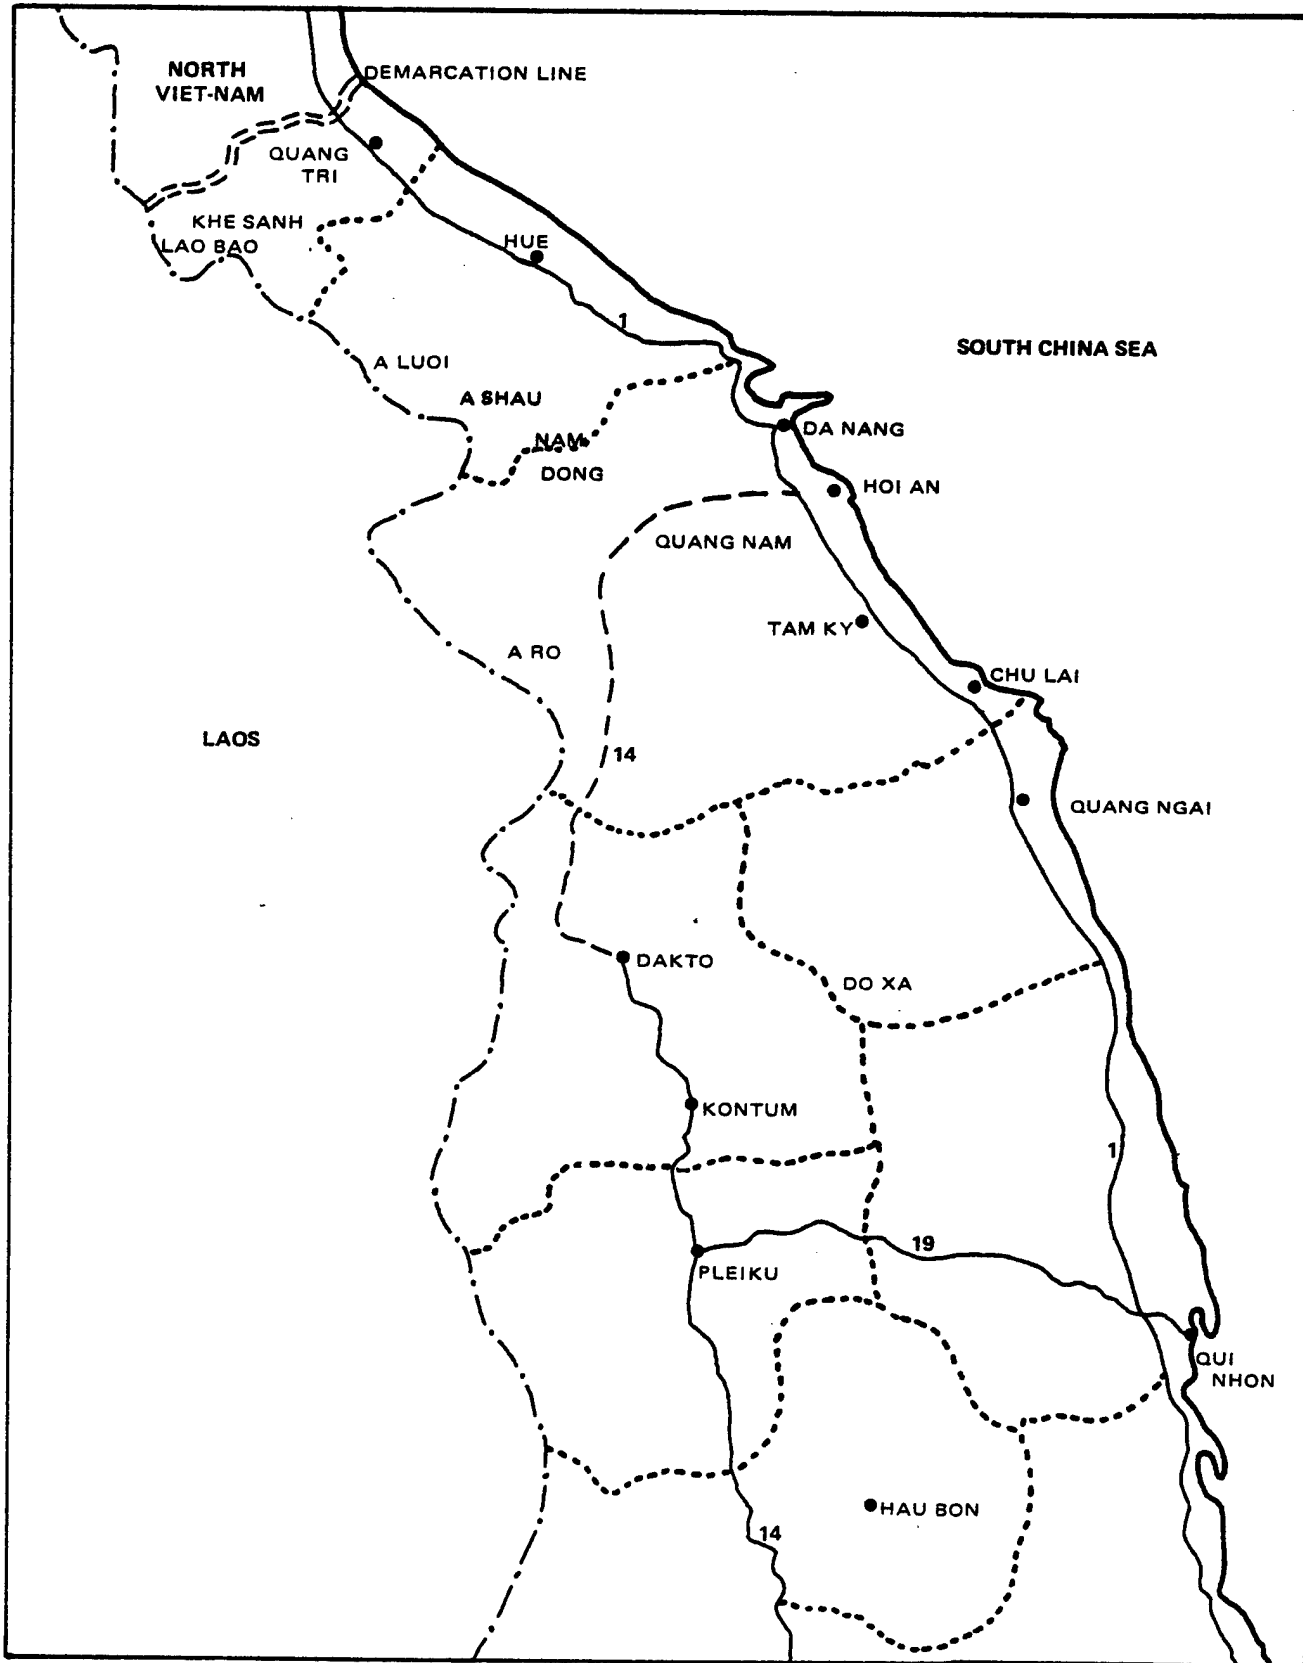 NORTH
VIET-NAM
DEMARCATION LINE
QUANG
TRI
KHE SANH
LAO BAO
HUE
1
SOUTH CHINA SEA
A LUOI
A SHAU
DA NANG
NAM
DONG
HOI AN
QUANG NAM
TAM KY
A RO
CHU LAI
LAOS
14
QUANG NGAI
DAKTO
DO XA
KONTUM
1
19
PLEIKU
QUI
NHON
HAU BON
14